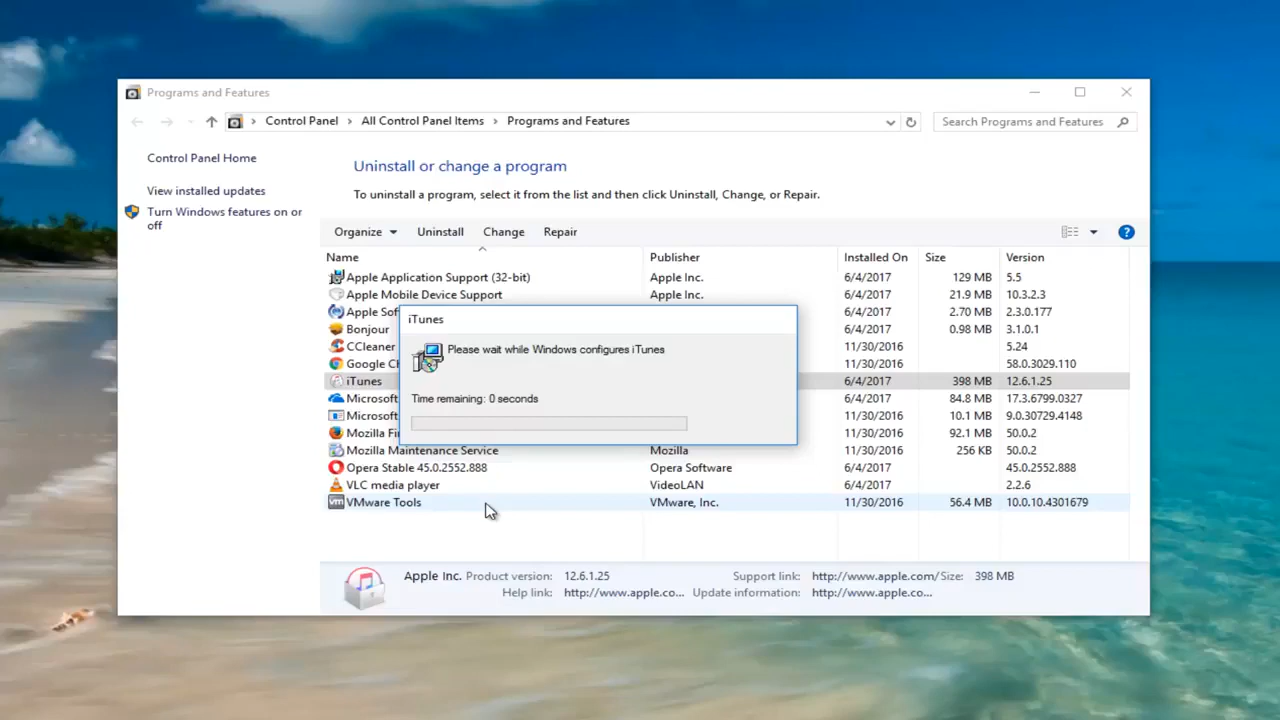 Programs and Features
Control Panel > All Control Panel Items > Programs and Features
Search Programs and Features
Control Panel Home
View installed updates
Turn Windows features on or
off
Uninstall or change a program
To uninstall a program, select it from the list and then click Uninstall, Change, or Repair.
Organize Uninstall Change Repair
Name Publisher Installed On Size Version
Apple Application Support (32-bit) Apple Inc. 6/4/2017 129 MB 5.5
Apple Mobile Device Support Apple Inc. 6/4/2017 21.9 MB 10.3.2.3
Apple Sof 6/4/2017 2.70 MB 2.3.0.177
Bonjour 6/4/2017 0.98 MB 3.1.0.1
CCleaner 11/30/2016 5.24
Google Ch 11/30/2016 58.0.3029.110
iTunes 6/4/2017 398 MB 12.6.1.25
Microsoft 6/4/2017 84.8 MB 17.3.6799.0327
Microsoft 11/30/2016 10.1 MB 9.0.30729.4148
Mozilla Fi 11/30/2016 92.1 MB 50.0.2
Mozilla Maintenance Service Mozilla 11/30/2016 256 KB 50.0.2
Opera Stable 45.0.2552.888 Opera Software 6/4/2017 45.0.2552.888
VLC media player VideoLAN 6/4/2017 2.2.6
VMware Tools VMware, Inc. 11/30/2016 56.4 MB 10.0.10.4301679
iTunes
Please wait while Windows configures iTunes
Time remaining: 0 seconds
Apple Inc. Product version: 12.6.1.25 Support link: http://www.apple.com/ Size: 398 MB
Help link: http://www.apple.co... Update information: http://www.apple.co...